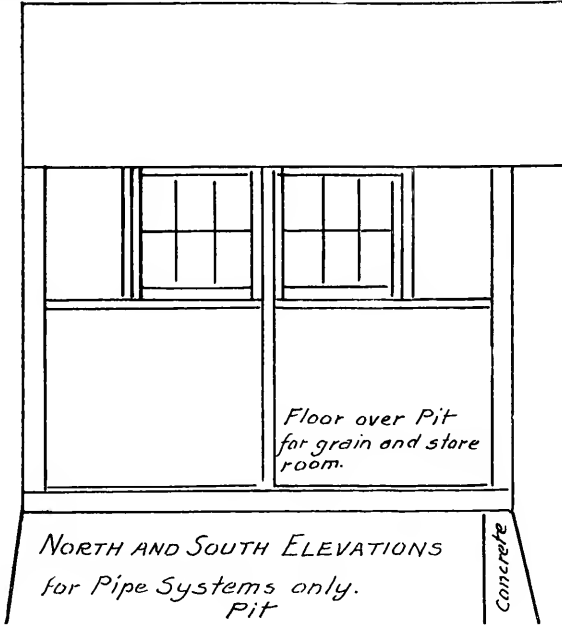 Floor over Pit
for grain and store
room.
NORTH AND SOUTH ELEVATIONS
for Pipe Systems only.
Pit
Concrete